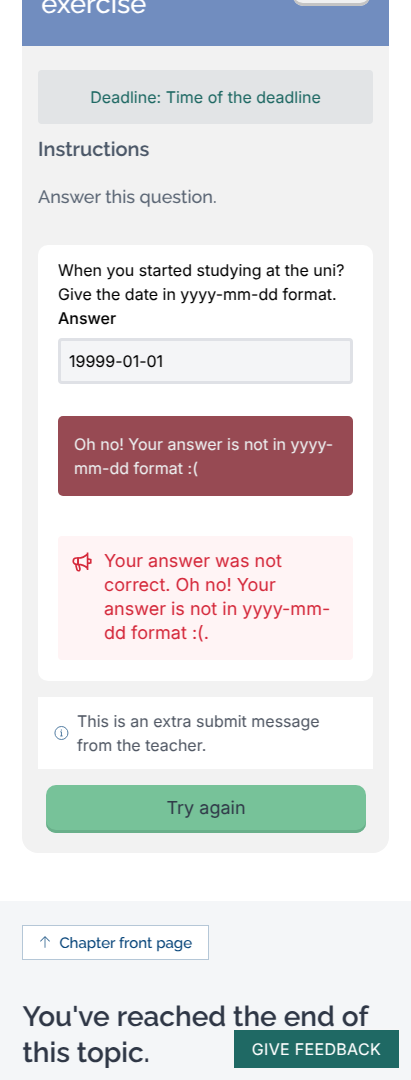 exercise
Deadline: Time of the deadline
Instructions
Answer this question.
When you started studying at the uni?
Give the date in yyyy-mm-dd format.
Answer
19999-01-01
Oh no! Your answer is not in yyyy-
mm-dd format :(
Your answer was not
correct. Oh no! Your
answer is not in yyyy-mm-
dd format :(.
This is an extra submit message
from the teacher.
Try again
Chapter front page
You've reached the end of
this topic.
GIVE FEEDBACK